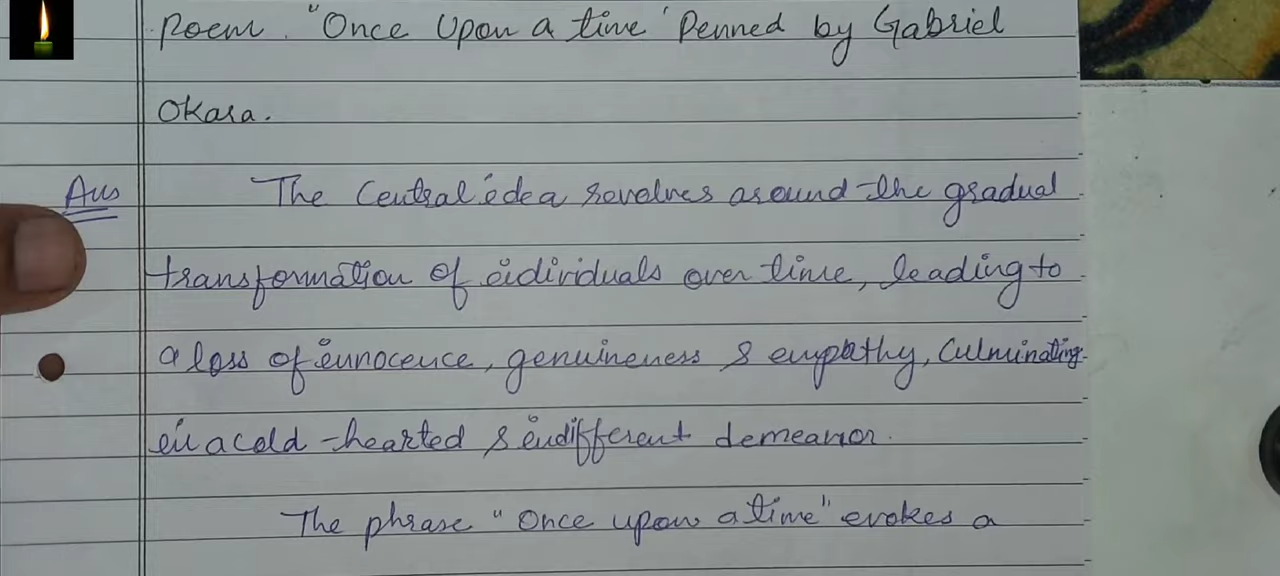 Poem. "Once Upon a time' Penned by Gabriel
Okara.
Ans The Central idea revolves around the gradual
transformation of individuals over time, leading to
a loss of innocence, genuineness & empathy, Culminating
in a cold-hearted & indifferent demeanor.
The phrase "Once upon a time" evokes a